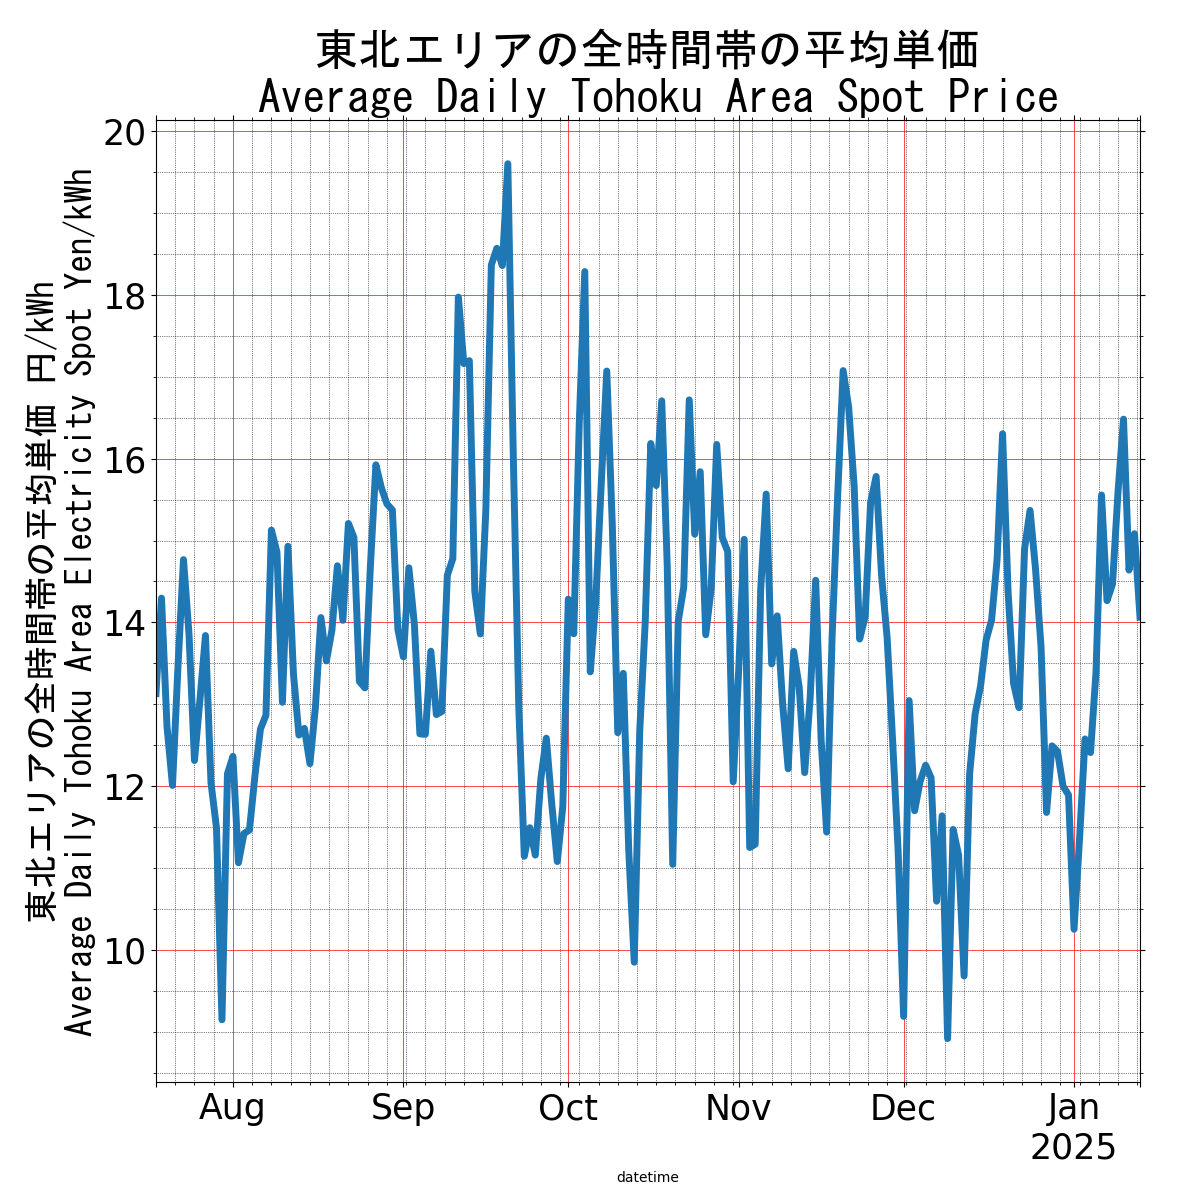 東北エリアの全時間帯の平均単価
Average Daily Tohoku Area Spot Price
東北エリアの全時間帯の平均単価 円/kWh
Average Daily Tohoku Area Electricity Spot Yen/kWh
20
18
16
14
12
10
Aug Sep Oct Nov Dec Jan
2025
datetime